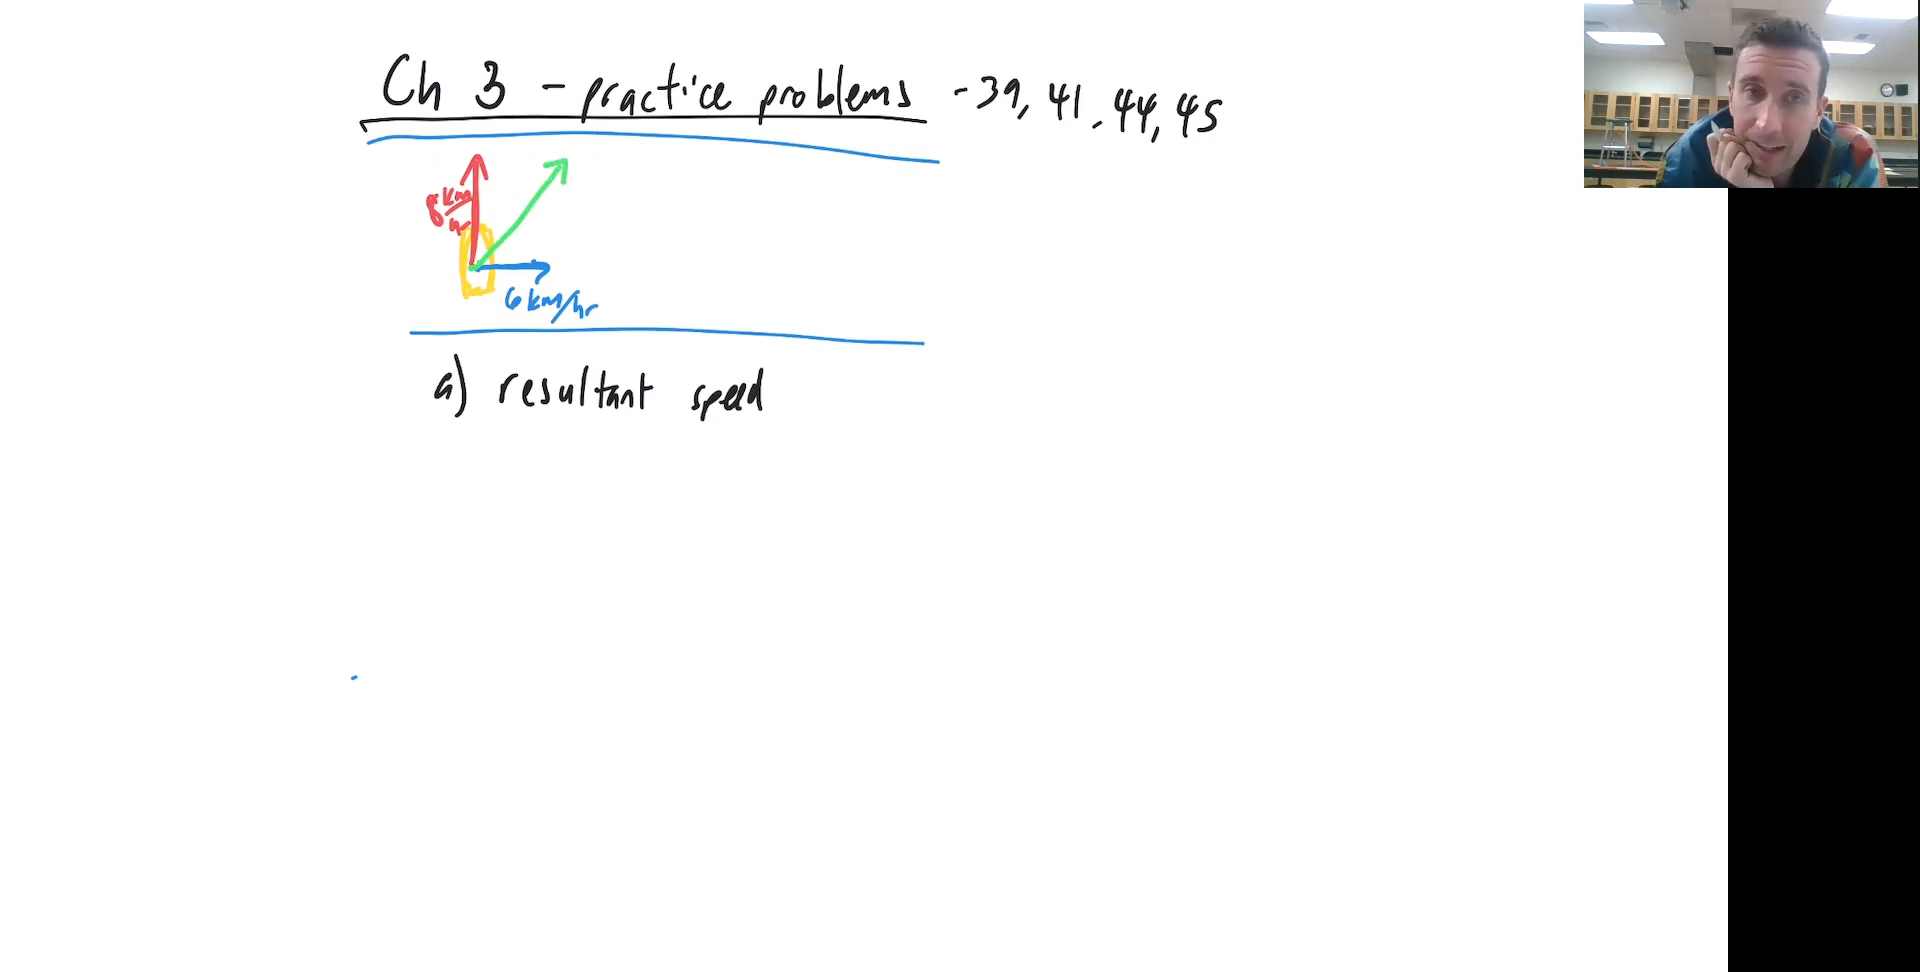 Ch 3 - practice problems - 39, 41, 44, 45
8 km/hr
6 km/hr
a) resultant speed